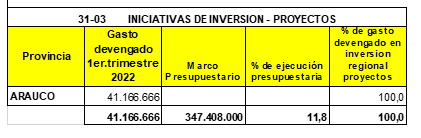 31-03 INICIATIVAS DE INVERSION - PROYECTOS
Provincia
Gasto devengado 1er.trimestre 2022
Marco Presupuestario
% de ejecución presupuestaria
% de gasto devengado en inversion regional proyectos
ARAUCO 41.166.666 100,0
41.166.666 347.408.000 11,8 100,0